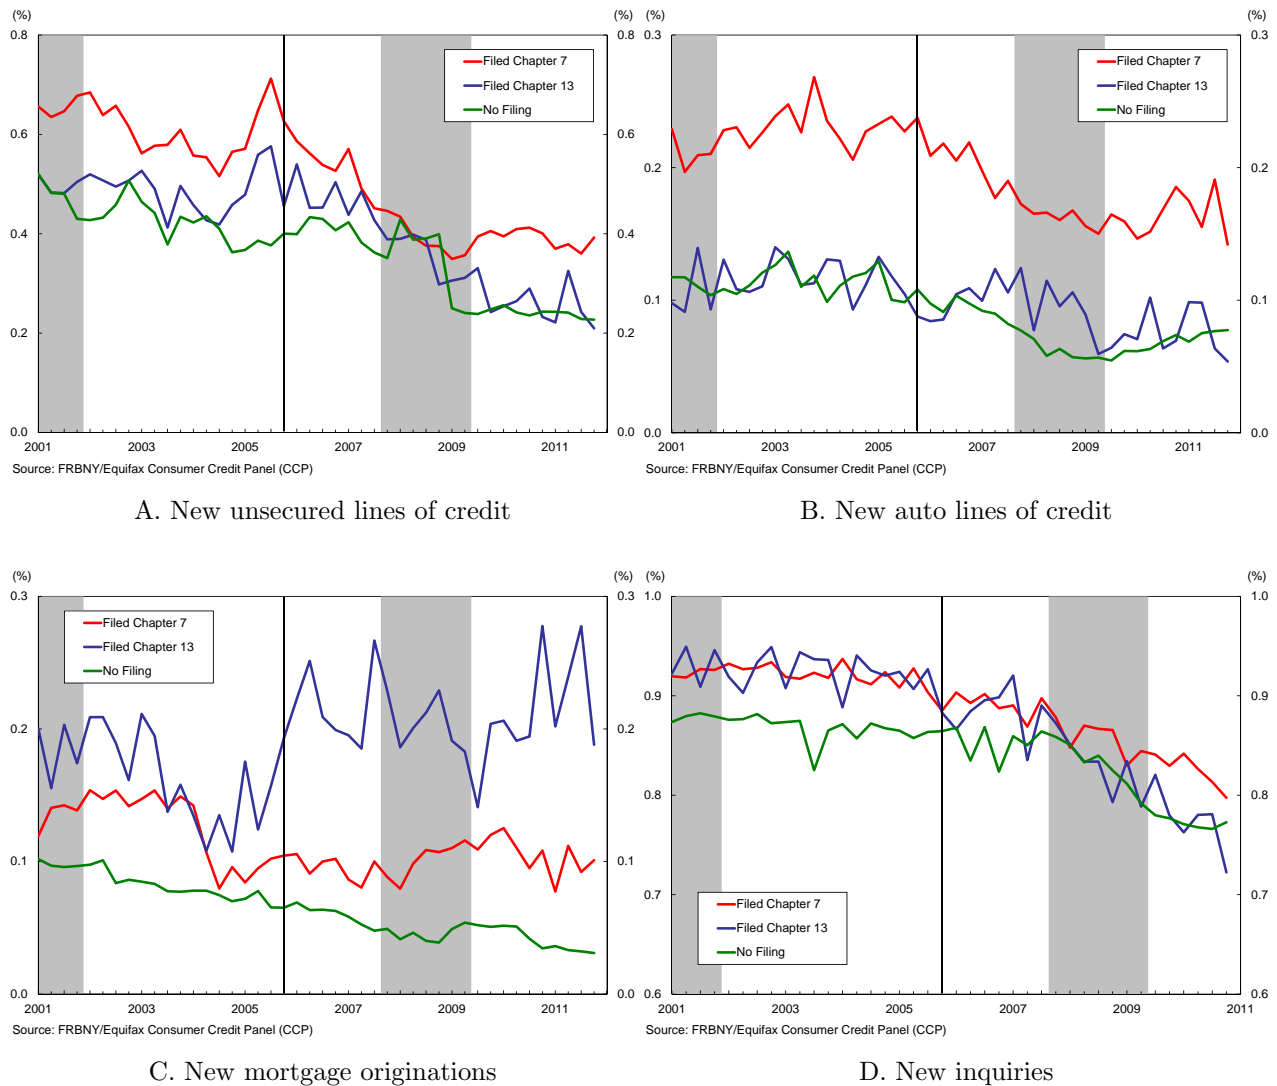 (%)
0.8
0.6
0.4
0.2
0.0
(%)
0.8
0.6
0.4
0.2
0.0
Filed Chapter 7
Filed Chapter 13
No Filing
2001 2003 2005 2007 2009 2011
Source: FRBNY/Equifax Consumer Credit Panel (CCP)
A. New unsecured lines of credit
(%)
0.3
0.2
0.1
0.0
(%)
0.3
0.2
0.1
0.0
Filed Chapter 7
Filed Chapter 13
No Filing
2001 2003 2005 2007 2009 2011
Source: FRBNY/Equifax Consumer Credit Panel (CCP)
B. New auto lines of credit
(%)
0.3
0.2
0.1
0.0
(%)
0.3
0.2
0.1
0.0
Filed Chapter 7
Filed Chapter 13
No Filing
2001 2003 2005 2007 2009 2011
Source: FRBNY/Equifax Consumer Credit Panel (CCP)
C. New mortgage originations
(%)
1.0
0.9
0.8
0.7
0.6
(%)
1.0
0.9
0.8
0.7
0.6
Filed Chapter 7
Filed Chapter 13
No Filing
2001 2003 2005 2007 2009 2011
Source: FRBNY/Equifax Consumer Credit Panel (CCP)
D. New inquiries